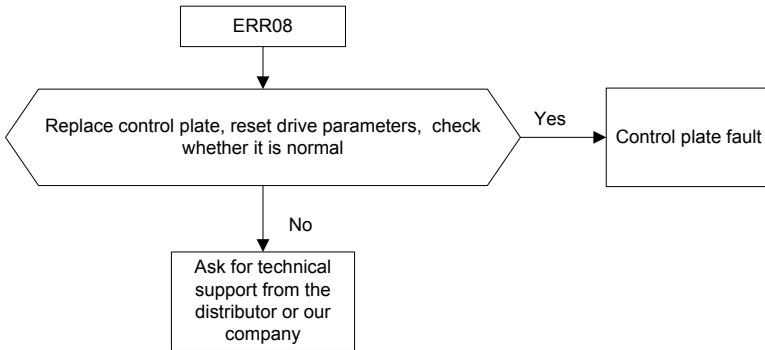 ERR08
Replace control plate, reset drive parameters,  check
whether it is normal
Yes
Control plate fault
No
Ask for technical
support from the
distributor or our
company